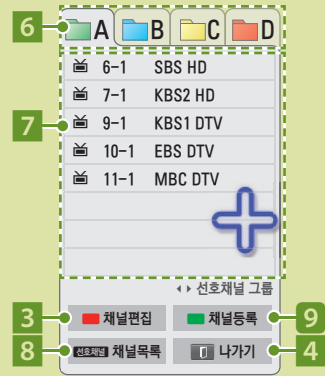 6
A B C D
6-1 SBS HD
7-1 KBS2 HD
7
9-1 KBS1 DTV
10-1 EBS DTV
11-1 MBC DTV
선호채널 그룹
3 채널편집 채널등록 9
8 선호채널 채널목록 나가기 4